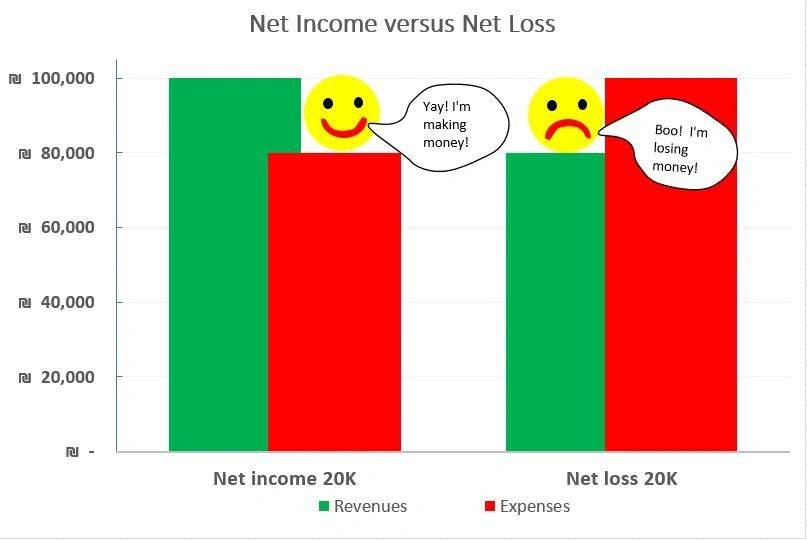 Net Income versus Net Loss
₪ 100,000
₪ 80,000
₪ 60,000
₪ 40,000
₪ 20,000
₪ -
Yay! I'm
making
money!
Boo! I'm
losing
money!
Net income 20K
Net loss 20K
Revenues
Expenses